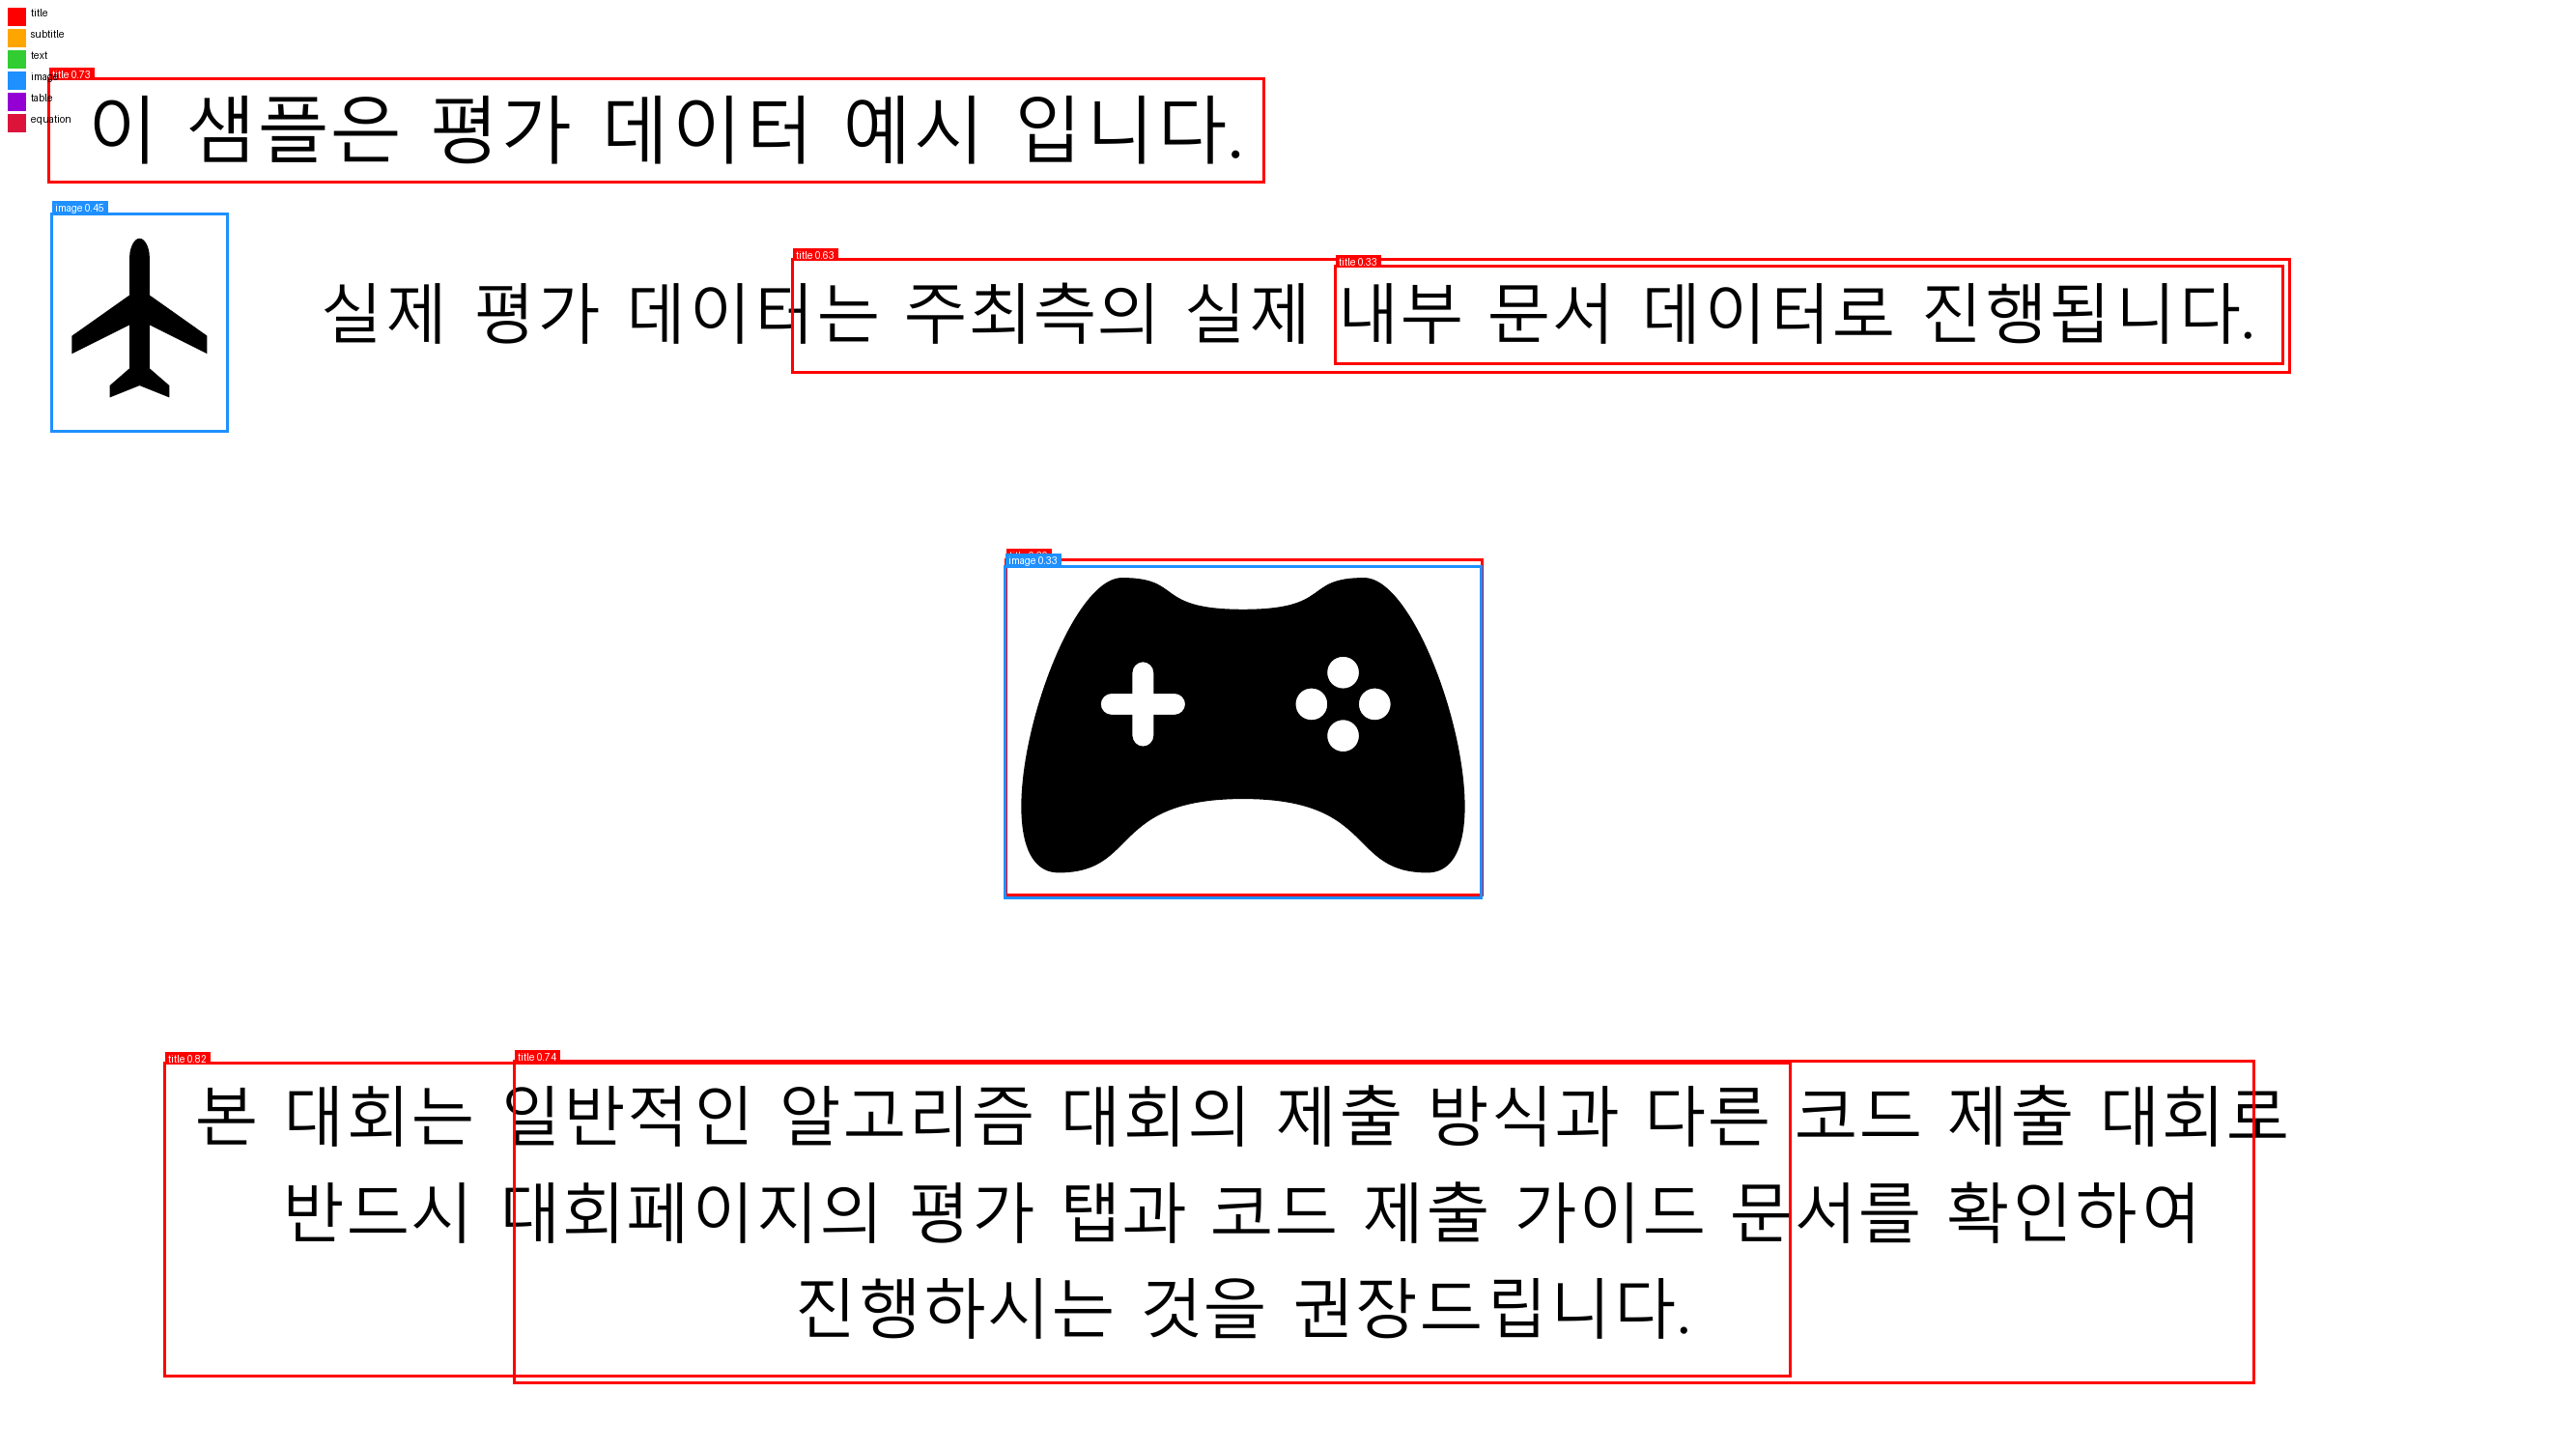 title
subtitle
text
image
table
equation
title 0.73
이 샘플은 평가 데이터 예시 입니다.
image 0.45
title 0.63
title 0.33
실제 평가 데이터는 주최측의 실제 내부 문서 데이터로 진행됩니다.
image 0.33
title 0.82
title 0.74
본 대회는 일반적인 알고리즘 대회의 제출 방식과 다른 코드 제출 대회로
반드시 대회페이지의 평가 탭과 코드 제출 가이드 문서를 확인하여
진행하시는 것을 권장드립니다.